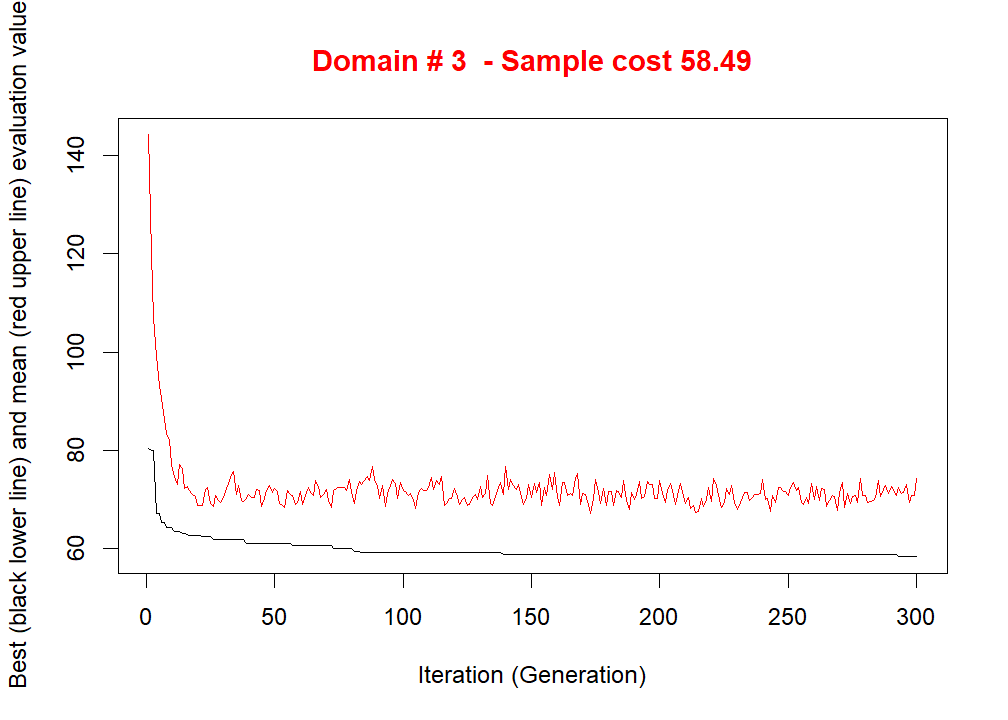 Domain # 3  - Sample cost 58.49
Best (black lower line) and mean (red upper line) evaluation value
140
120
100
80
60
0 50 100 150 200 250 300
Iteration (Generation)